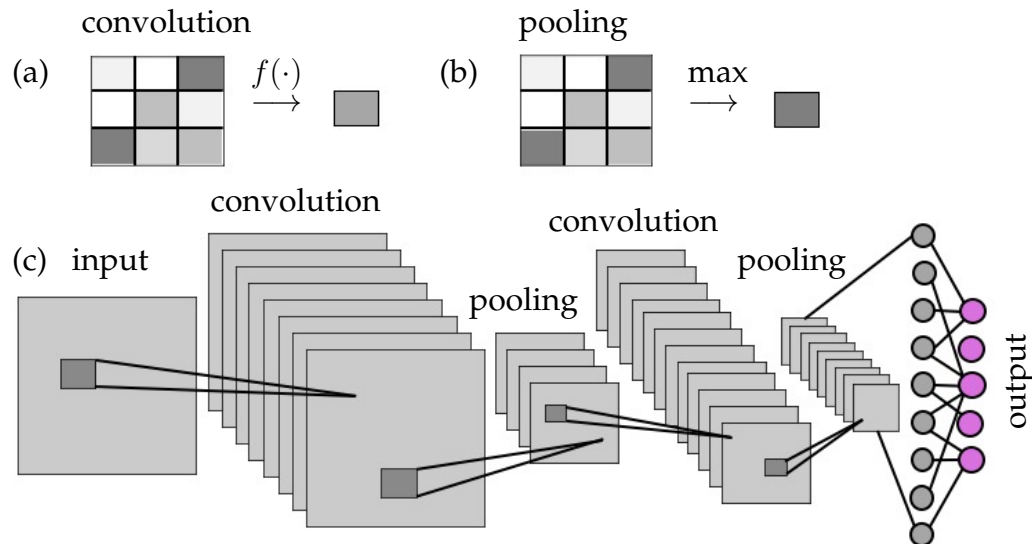 convolution
(a)
f(·)
→
pooling
(b)
max
→
(c)
input
convolution
pooling
convolution
pooling
output